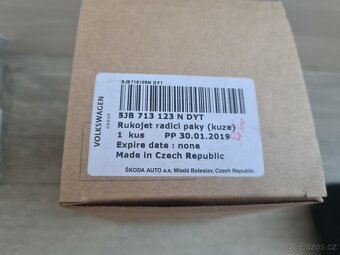 5JB713123N DYT
VOLKSWAGEN
GROUP
5JB 713 123 N DYT
Rukojet radici paky (kuze)
1 kus PP 30.01.2019
Expire date : none
Made in Czech Republic
ŠKODA AUTO a.s. Mladá Boleslav, Czech Republic
bazos.cz